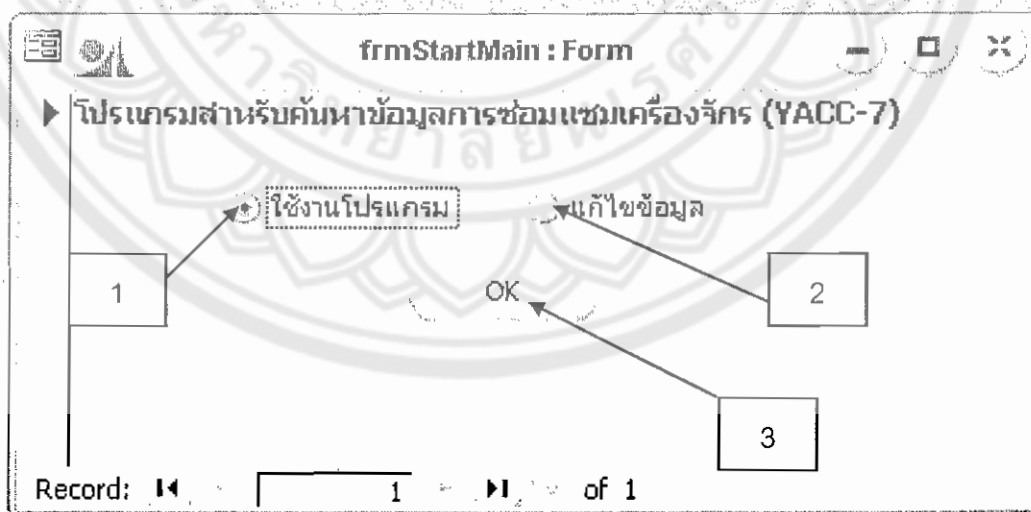 frmStartMain : Form
โปรแกรมสำหรับค้นหาข้อมูลการซ่อมแซมเครื่องจักร (YACC-7)
ใช้งานโปรแกรม แก้ไขข้อมูล
1 OK 2
3
Record: 1 of 1